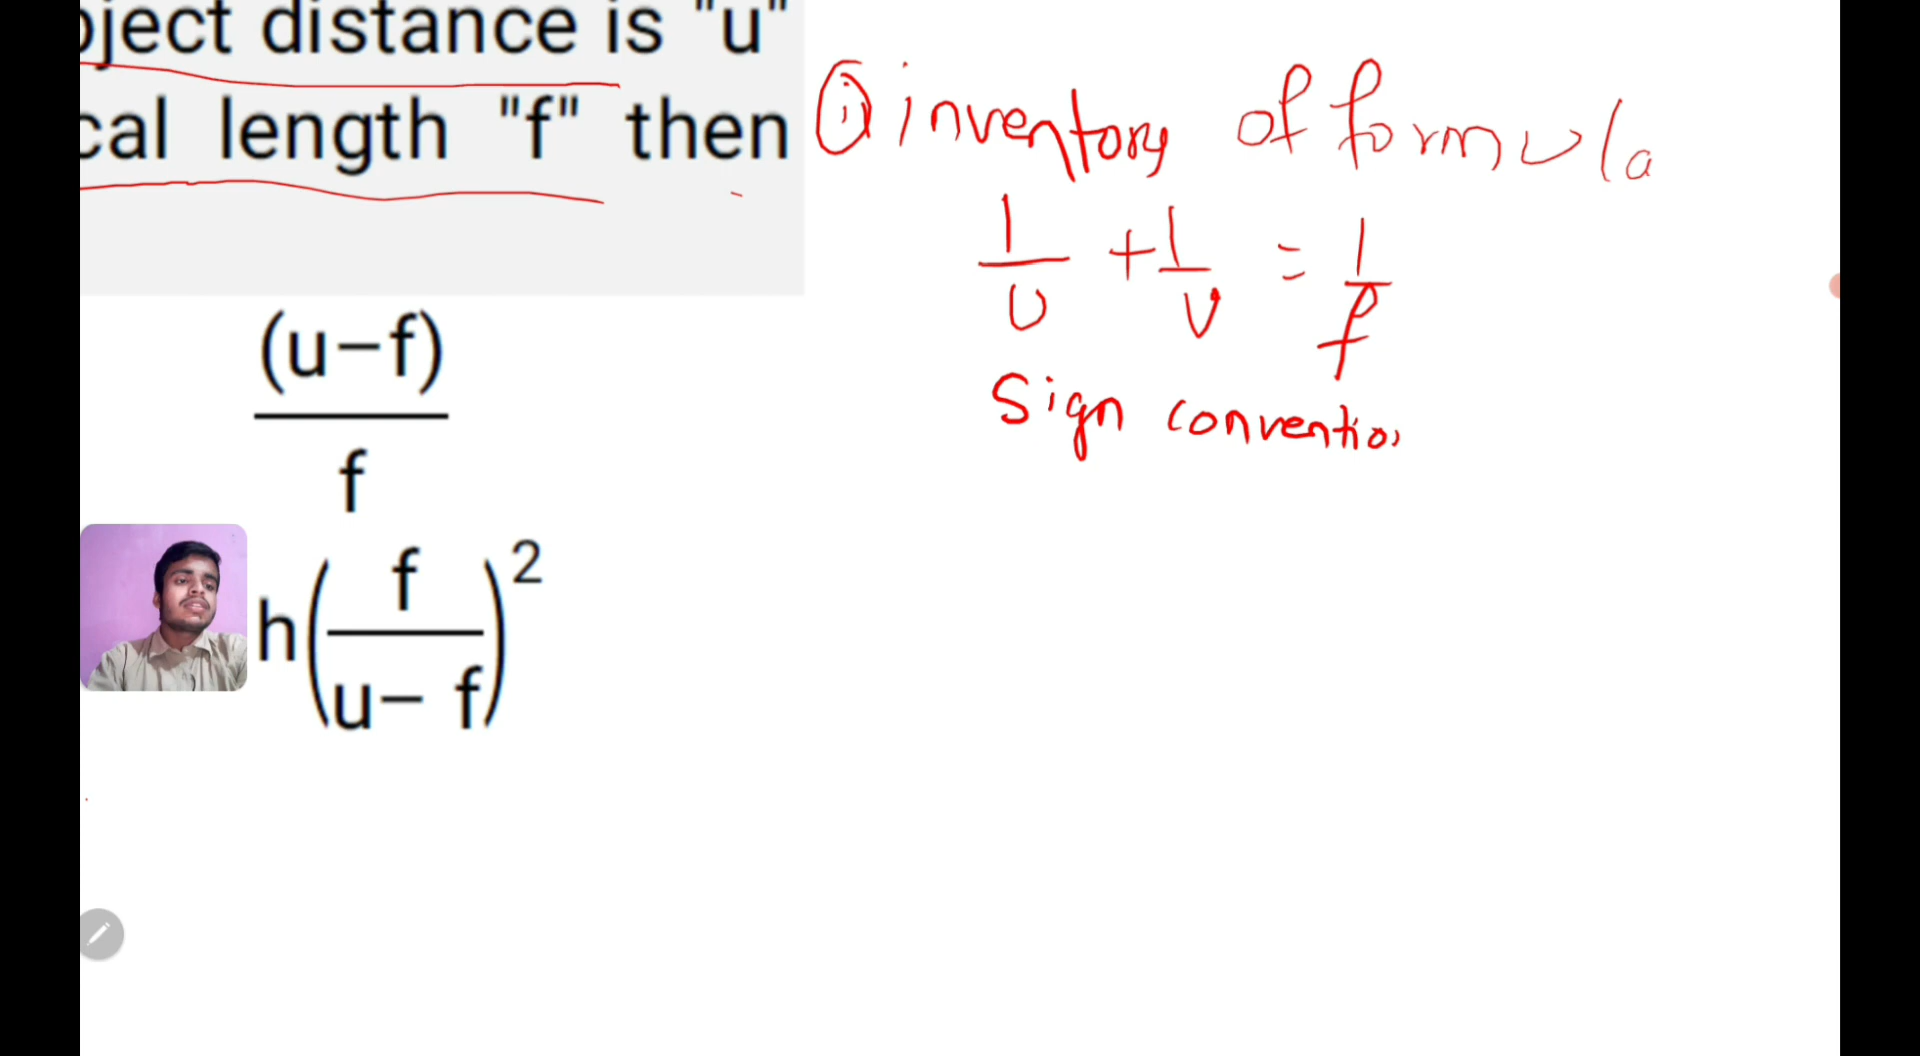 ject distance is "u"
cal length "f" then
(i) inventory of formula
1/u + 1/v = 1/f
Sign convention
(u−f)
f
h(f/(u− f))²